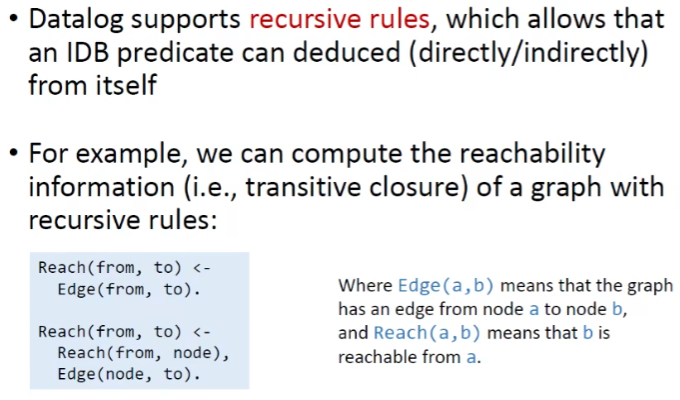 • Datalog supports recursive rules, which allows that
an IDB predicate can deduced (directly/indirectly)
from itself
• For example, we can compute the reachability
information (i.e., transitive closure) of a graph with
recursive rules:
Reach(from, to) <-
Edge(from, to).
Reach(from, to) <-
Reach(from, node),
Edge(node, to).
Where Edge(a,b) means that the graph
has an edge from node a to node b,
and Reach(a,b) means that b is
reachable from a.